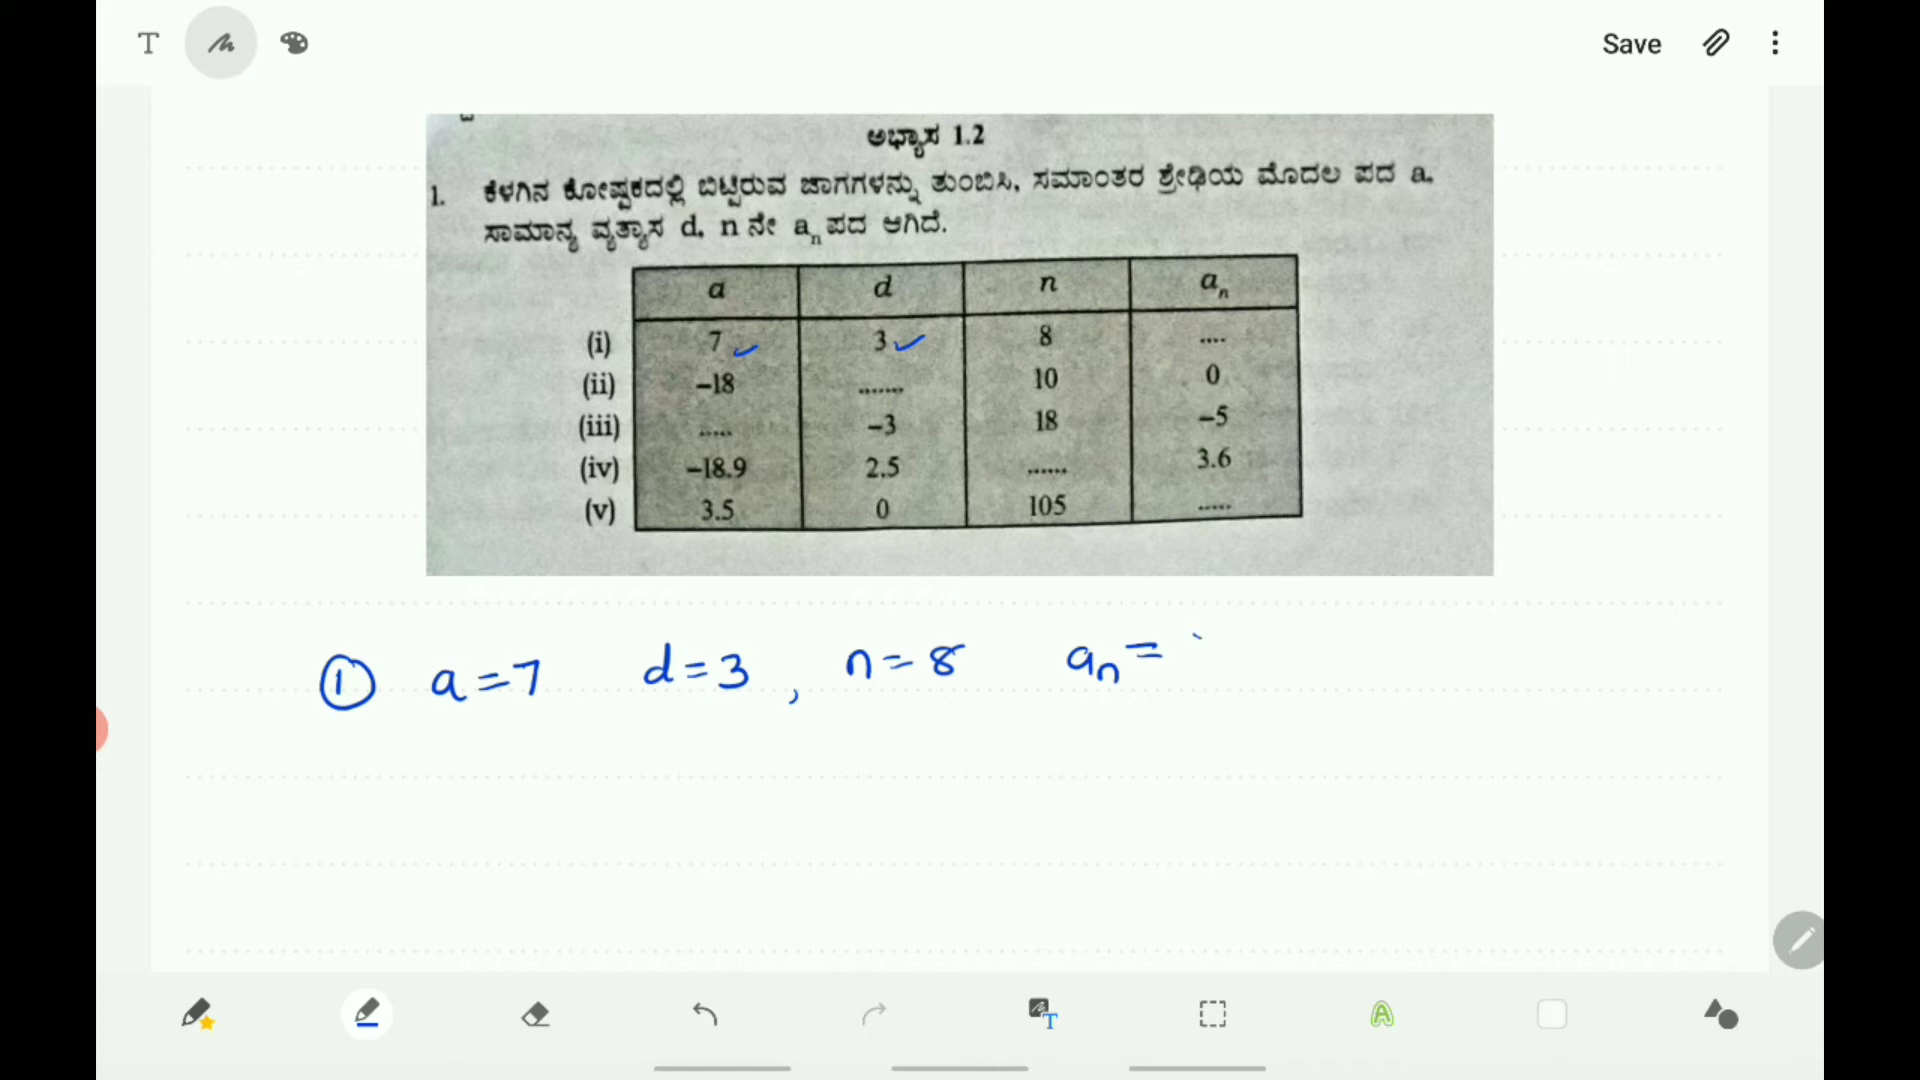 T Save
ಅಭ್ಯಾಸ 1.2
1. ಕೆಳಗಿನ ಕೋಷ್ಟಕದಲ್ಲಿ ಬಿಟ್ಟಿರುವ ಜಾಗಗಳನ್ನು ತುಂಬಿಸಿ, ಸಮಾಂತರ ಶ್ರೇಢಿಯ ಮೊದಲ ಪದ a,
ಸಾಮಾನ್ಯ ವ್ಯತ್ಯಾಸ d, n ನೇ aₙ ಪದ ಆಗಿದೆ.
a d n aₙ
(i) 7 3 8 ....
(ii) –18 ....... 10 0
(iii) ..... –3 18 –5
(iv) –18.9 2.5 ...... 3.6
(v) 3.5 0 105 .....
① a=7 d=3 , n=8 aₙ=
T A